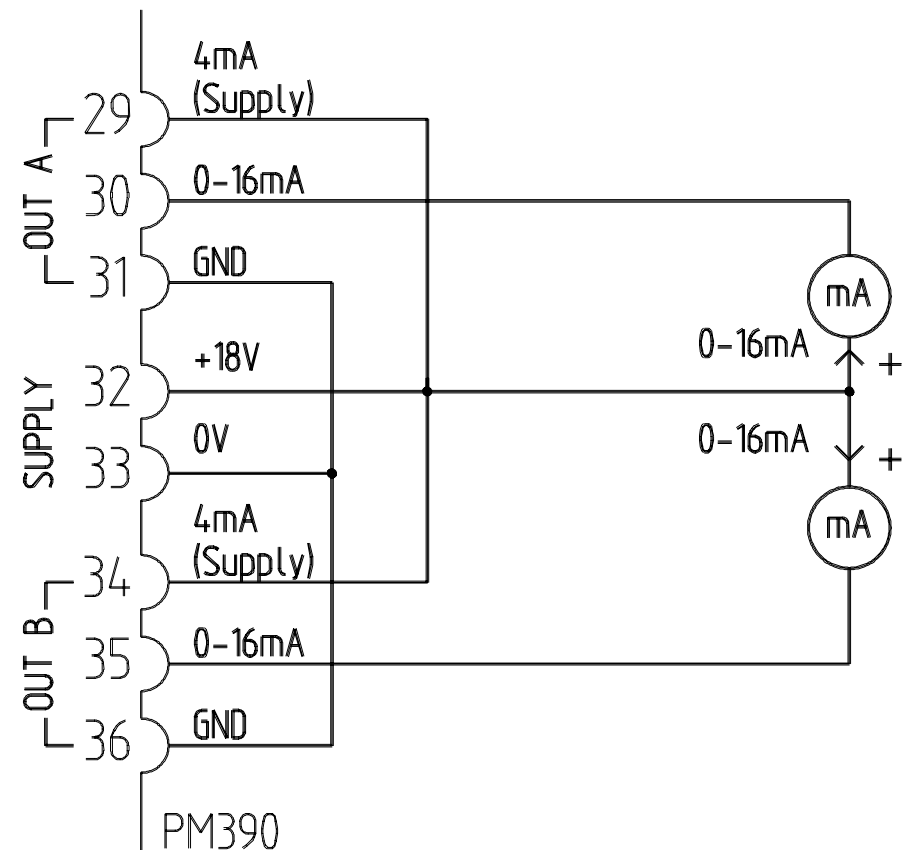 4mA
(Supply)
29
30
0-16mA
OUT A
31
GND
mA
0-16mA
+
+18V
32
SUPPLY
0V
0-16mA
+
33
4mA
(Supply)
mA
34
OUT B
0-16mA
35
GND
36
PM390